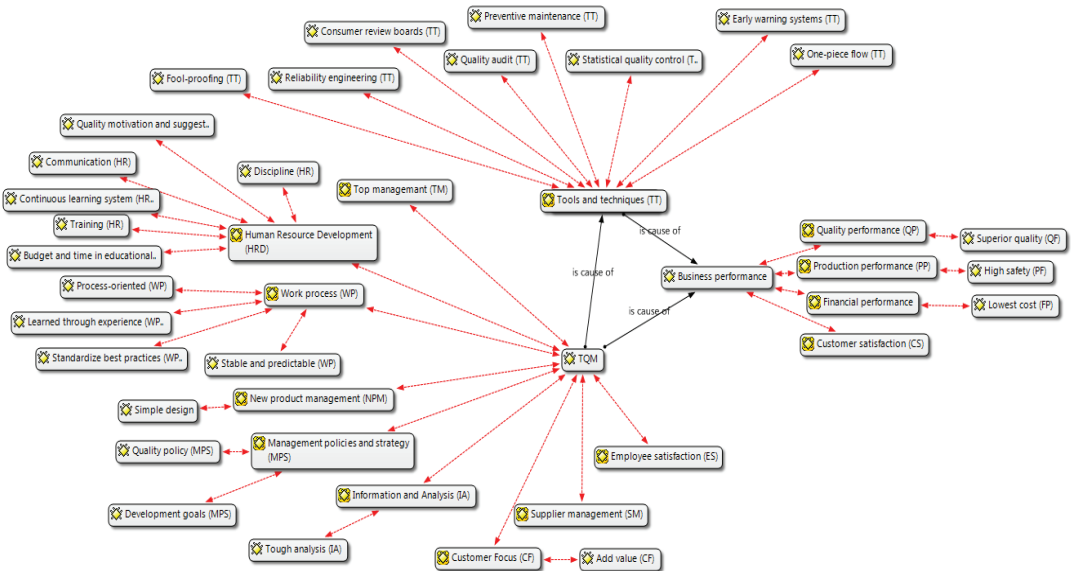 Preventive maintenance (TT)
Early warning systems (TT)
Consumer review boards (TT)
One-piece flow (TT)
Quality audit (TT)
Statistical quality control (T..
Fool-proofing (TT)
Reliability engineering (TT)
Quality motivation and suggest..
Communication (HR)
Discipline (HR)
Top managemant (TM)
Continuous learning system (HR..
Tools and techniques (TT)
Training (HR)
Human Resource Development
(HRD)
Budget and time in educational..
is cause of
Quality performance (QP)
Superior quality (QF)
Process-oriented (WP)
Work process (WP)
is cause of
Business performance
Production performance (PP)
High safety (PF)
Learned through experience (WP..
is cause of
Financial performance
Lowest cost (FP)
Standardize best practices (WP..
Stable and predictable (WP)
TQM
Customer satisfaction (CS)
Simple design
New product management (NPM)
Quality policy (MPS)
Management policies and strategy
(MPS)
Employee satisfaction (ES)
Development goals (MPS)
Information and Analysis (IA)
Supplier management (SM)
Tough analysis (IA)
Customer Focus (CF)
Add value (CF)